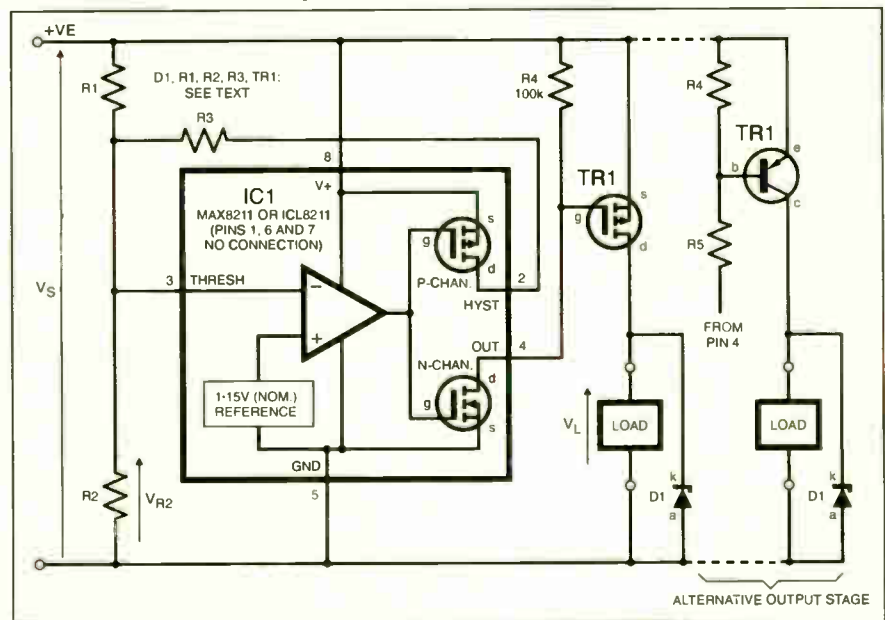 +VE
R1
D1, R1, R2, R3, TR1:
SEE TEXT
R3
R4
100k
R4
TR1
e
b
c
8
V+
IC1
MAX8211 OR ICL8211
(PINS 1, 6 AND 7
NO CONNECTION)
TR1
s
g
d
s
g
d
P-CHAN.
2
HYST
R5
VS
3
THRESH
−
+
OUT
4
FROM
PIN 4
N-CHAN.
d
g
s
1·15V (NOM.)
REFERENCE
VL
LOAD
LOAD
GND
5
R2
VR2
k
D1
a
k
D1
a
ALTERNATIVE OUTPUT STAGE